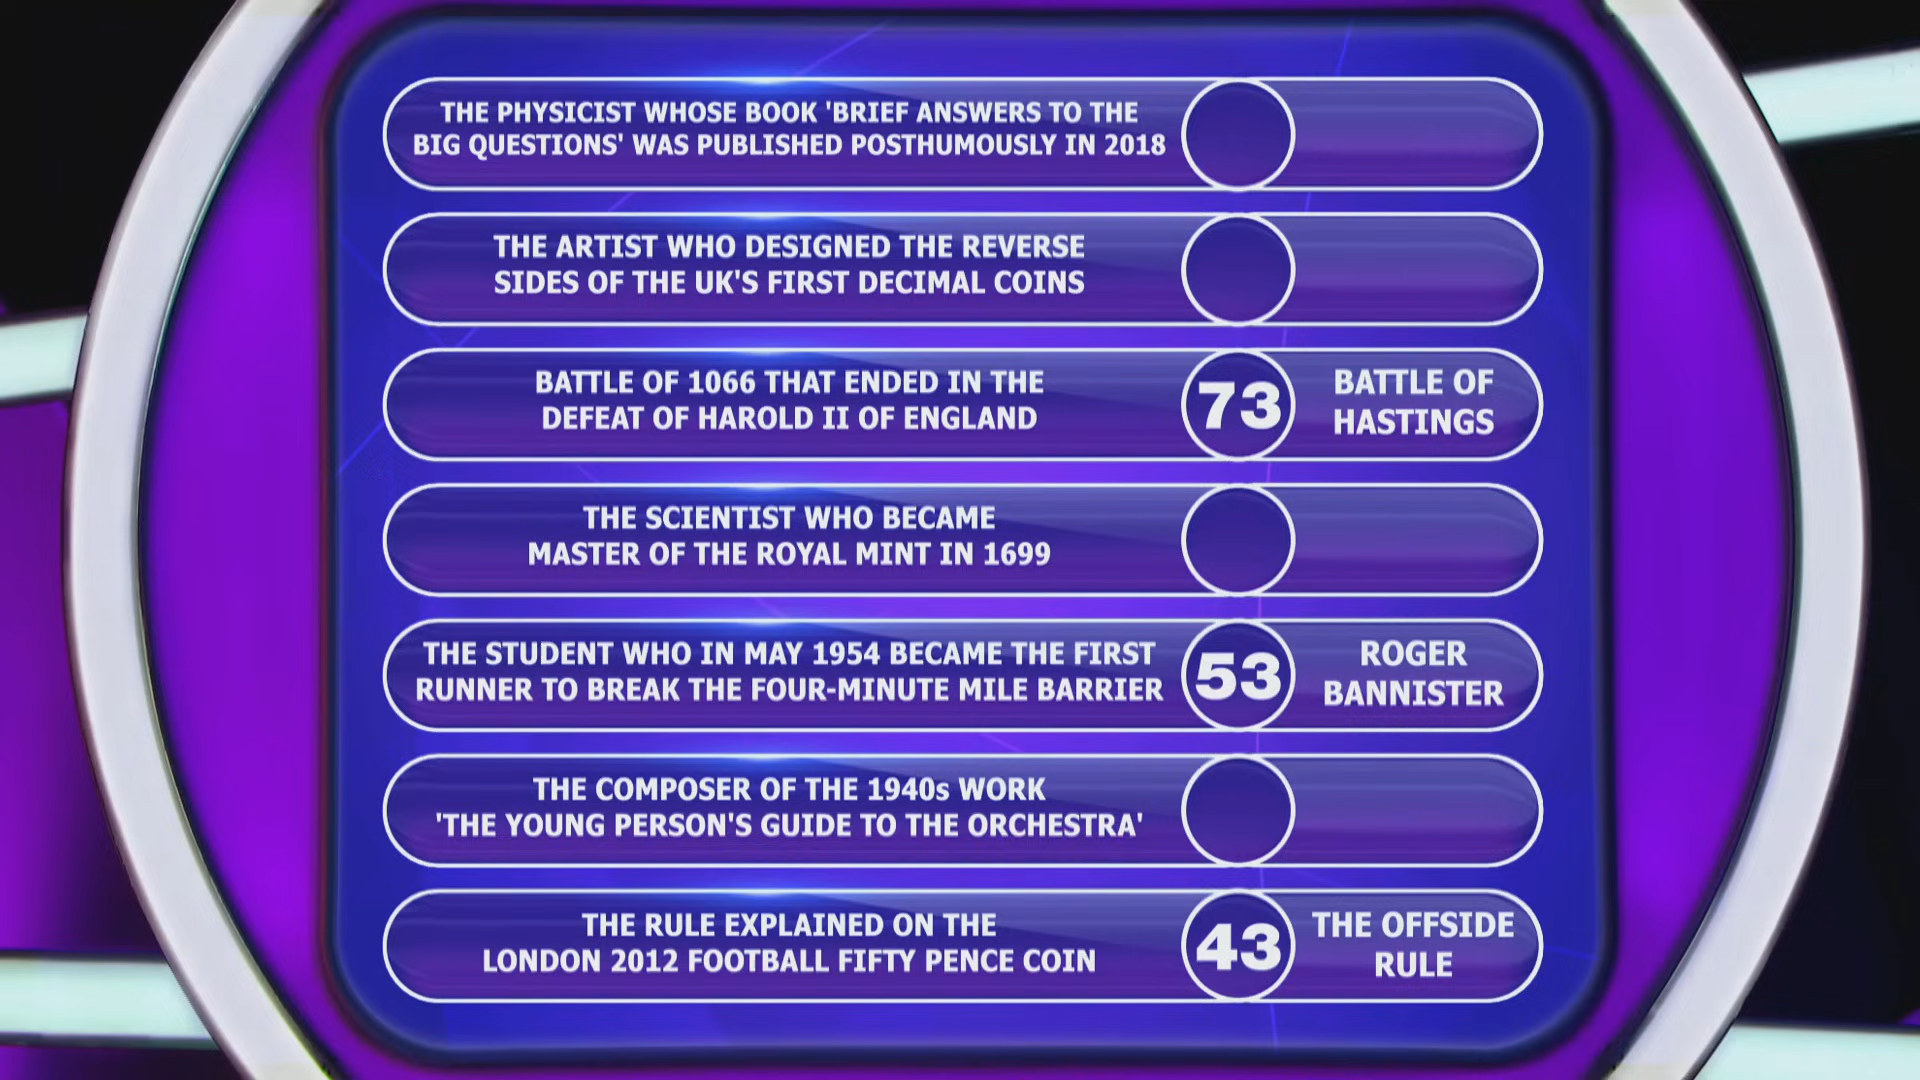 THE PHYSICIST WHOSE BOOK 'BRIEF ANSWERS TO THE
BIG QUESTIONS' WAS PUBLISHED POSTHUMOUSLY IN 2018
THE ARTIST WHO DESIGNED THE REVERSE
SIDES OF THE UK'S FIRST DECIMAL COINS
BATTLE OF 1066 THAT ENDED IN THE
DEFEAT OF HAROLD II OF ENGLAND
73
BATTLE OF
HASTINGS
THE SCIENTIST WHO BECAME
MASTER OF THE ROYAL MINT IN 1699
THE STUDENT WHO IN MAY 1954 BECAME THE FIRST
RUNNER TO BREAK THE FOUR-MINUTE MILE BARRIER
53
ROGER
BANNISTER
THE COMPOSER OF THE 1940s WORK
'THE YOUNG PERSON'S GUIDE TO THE ORCHESTRA'
THE RULE EXPLAINED ON THE
LONDON 2012 FOOTBALL FIFTY PENCE COIN
43
THE OFFSIDE
RULE